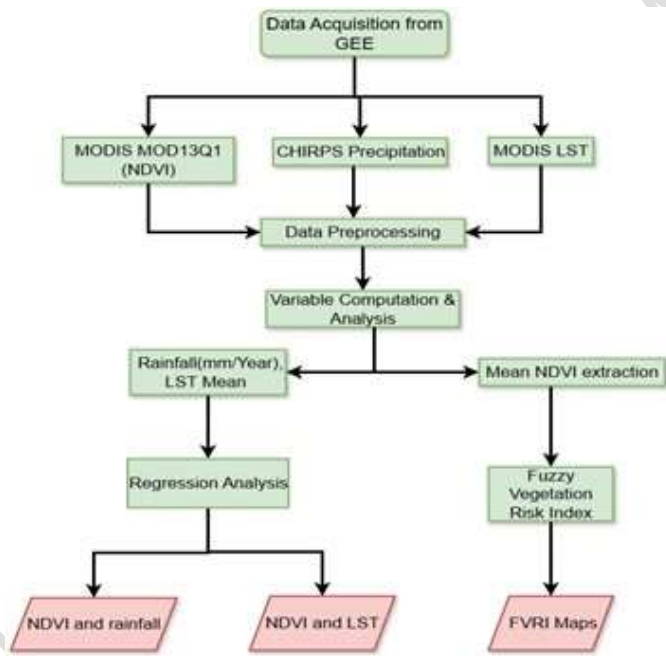 Data Acquisition from
GEE
MODIS MOD13Q1
(NDVI)
CHIRPS Precipitation
MODIS LST
Data Preprocessing
Variable Computation &
Analysis
Rainfall(mm/Year),
LST Mean
Mean NDVI extraction
Regression Analysis
Fuzzy
Vegetation
Risk Index
NDVI and rainfall
NDVI and LST
FVRI Maps